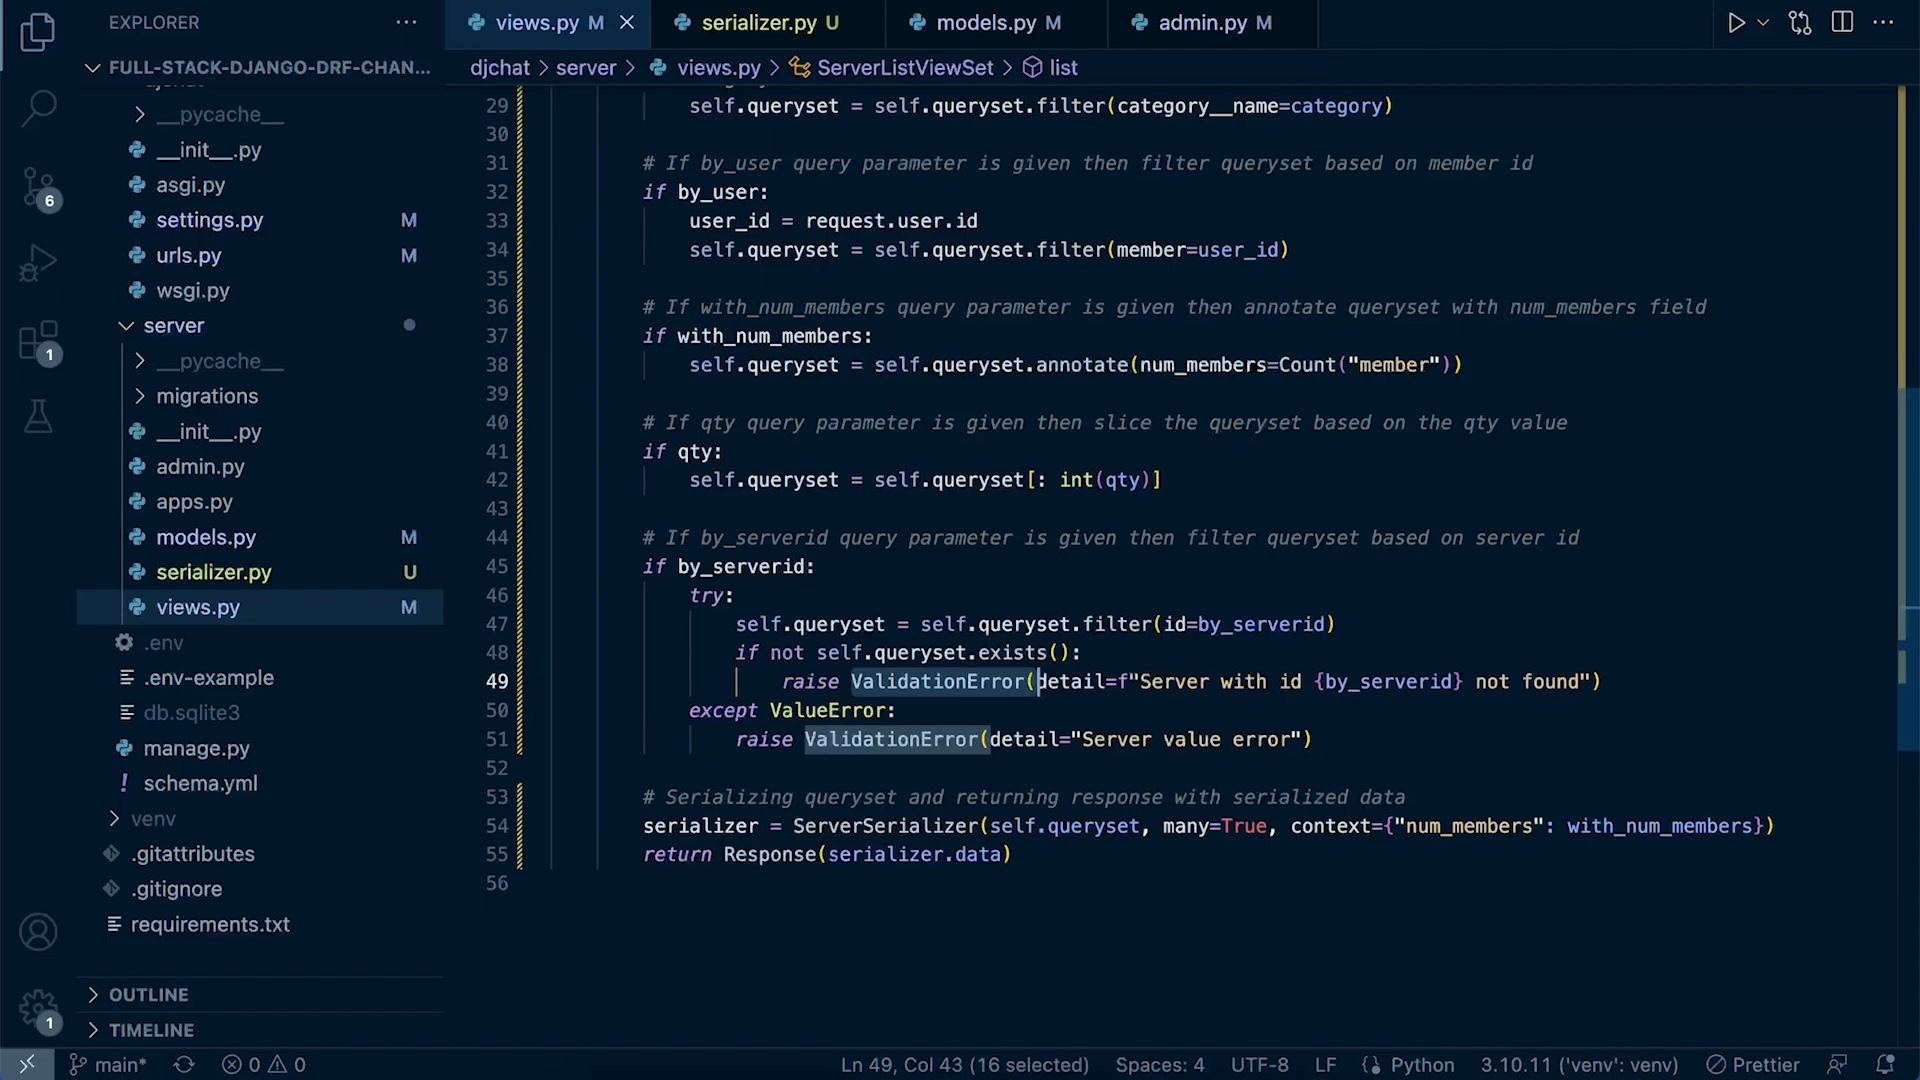 EXPLORER
FULL-STACK-DJANGO-DRF-CHAN...
__pycache__
__init__.py
asgi.py
settings.py M
urls.py M
wsgi.py
server
__pycache__
migrations
__init__.py
admin.py
apps.py
models.py M
serializer.py U
views.py M
.env
.env-example
db.sqlite3
manage.py
! schema.yml
venv
.gitattributes
.gitignore
requirements.txt
OUTLINE
TIMELINE
6
1
1
views.py M
serializer.py U
models.py M
admin.py M
djchat > server > views.py > ServerListViewSet > list
29 self.queryset = self.queryset.filter(category__name=category)
30
31 # If by_user query parameter is given then filter queryset based on member id
32 if by_user:
33 user_id = request.user.id
34 self.queryset = self.queryset.filter(member=user_id)
35
36 # If with_num_members query parameter is given then annotate queryset with num_members field
37 if with_num_members:
38 self.queryset = self.queryset.annotate(num_members=Count("member"))
39
40 # If qty query parameter is given then slice the queryset based on the qty value
41 if qty:
42 self.queryset = self.queryset[: int(qty)]
43
44 # If by_serverid query parameter is given then filter queryset based on server id
45 if by_serverid:
46 try:
47 self.queryset = self.queryset.filter(id=by_serverid)
48 if not self.queryset.exists():
49 raise ValidationError(detail=f"Server with id {by_serverid} not found")
50 except ValueError:
51 raise ValidationError(detail="Server value error")
52
53 # Serializing queryset and returning response with serialized data
54 serializer = ServerSerializer(self.queryset, many=True, context={"num_members": with_num_members})
55 return Response(serializer.data)
56
main* 0 0 Ln 49, Col 43 (16 selected) Spaces: 4 UTF-8 LF Python 3.10.11 ('venv': venv) Prettier